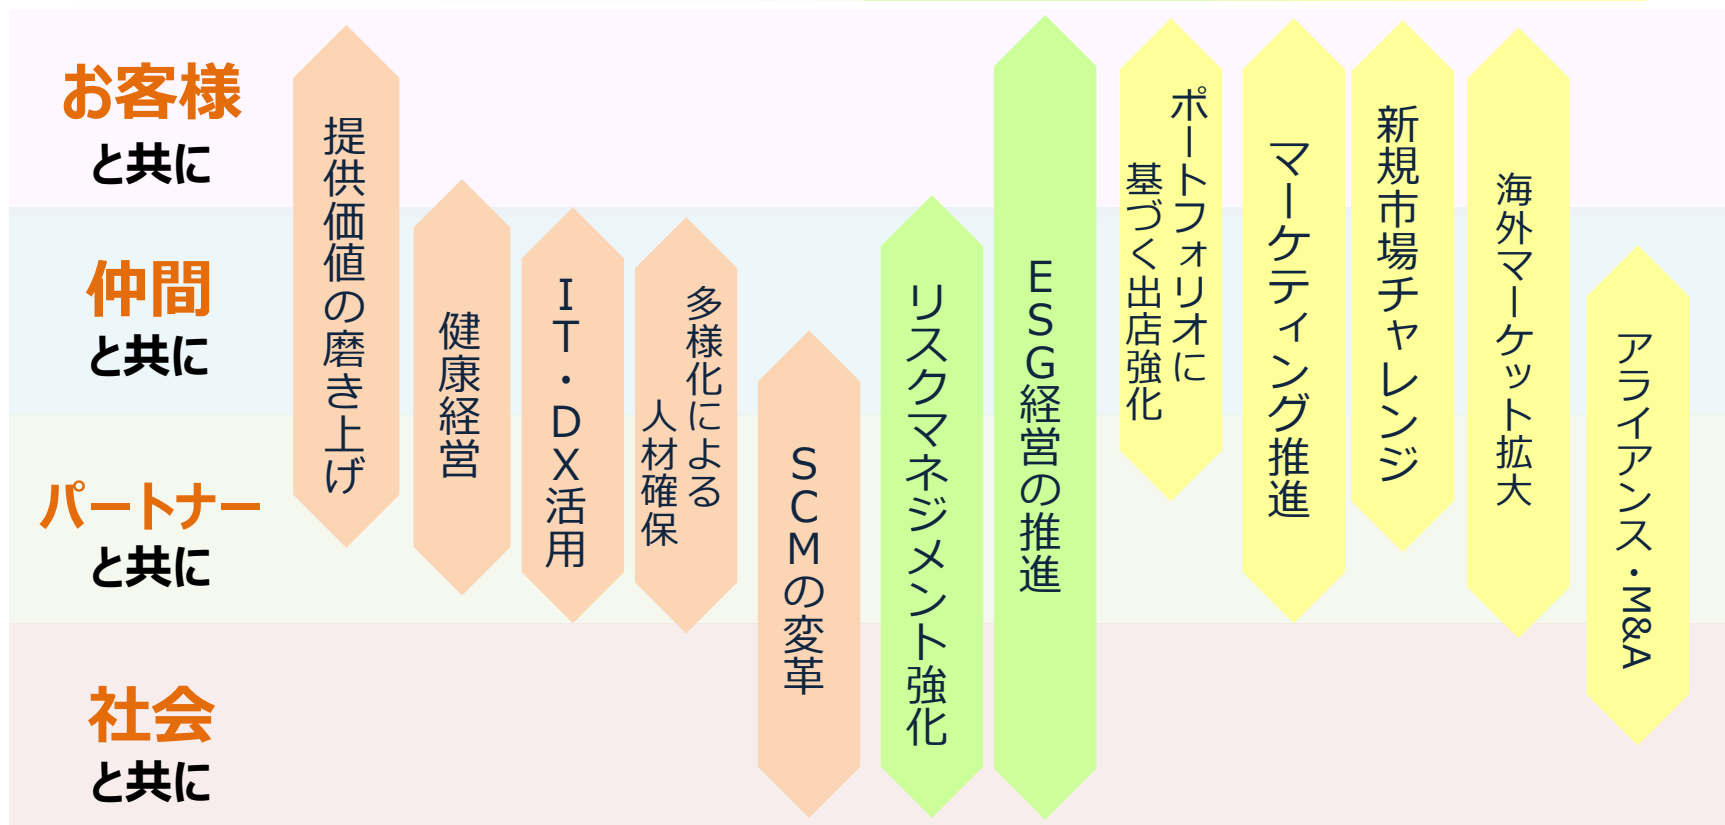 お客様
と共に
仲間
と共に
パートナー
と共に
社会
と共に
提供価値の磨き上げ
健康経営
IT・DX活用
多様化による
人材確保
SCMの変革
リスクマネジメント強化
ESG経営の推進
ポートフォリオに
基づく出店強化
マーケティング推進
新規市場チャレンジ
海外マーケット拡大
アライアンス・M&A